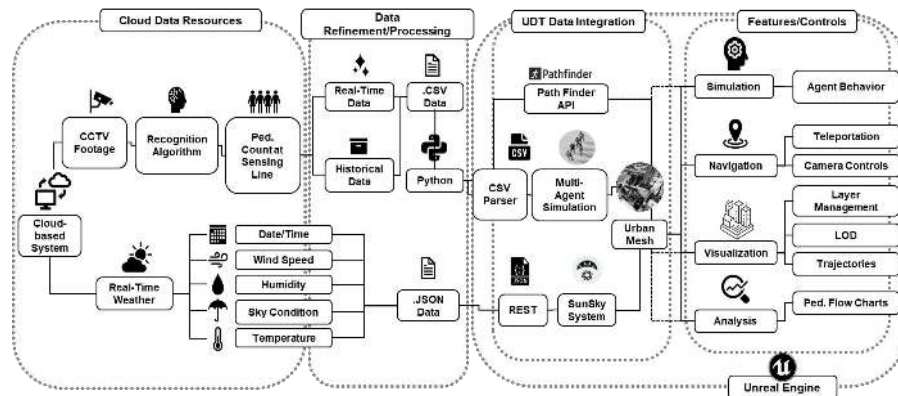 Cloud Data Resources
Data
Refinement/Processing
UDT Data Integration
Features/Controls
CCTV
Footage
Recognition
Algorithm
Ped.
Count at
Sensing
Line
Cloud-
based
System
Real-Time
Weather
Date/Time
Wind Speed
Humidity
Sky Condition
Temperature
Real-Time
Data
Historical
Data
.CSV
Data
Python
.JSON
Data
Pathfinder
Path Finder
API
CSV
CSV
Parser
Multi-
Agent
Simulation
Urban
Mesh
JSON
REST
SunSky
System
Simulation
Agent Behavior
Navigation
Teleportation
Camera Controls
Visualization
Layer
Management
LOD
Trajectories
Analysis
Ped. Flow Charts
Unreal Engine